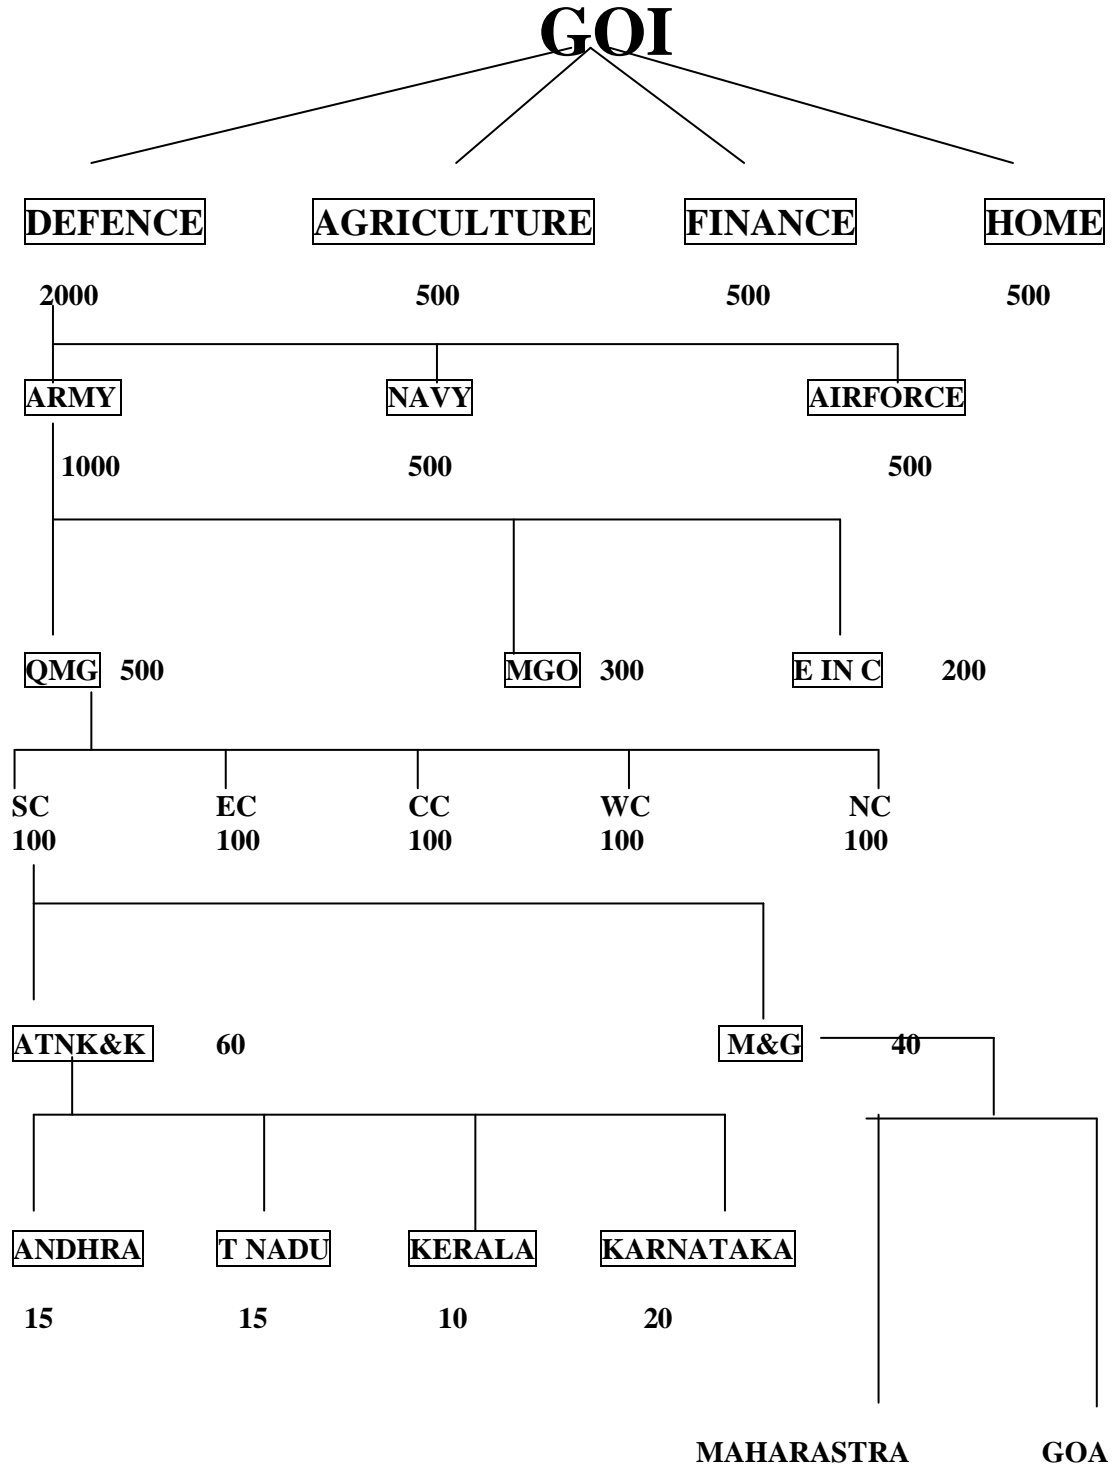 GOI
DEFENCE AGRICULTURE FINANCE HOME
2000 500 500 500
ARMY NAVY AIRFORCE
1000 500 500
QMG 500 MGO 300 E IN C 200
SC EC CC WC NC
100 100 100 100 100
ATNK&K 60 M&G 40
ANDHRA T NADU KERALA KARNATAKA
15 15 10 20
MAHARASTRA GOA